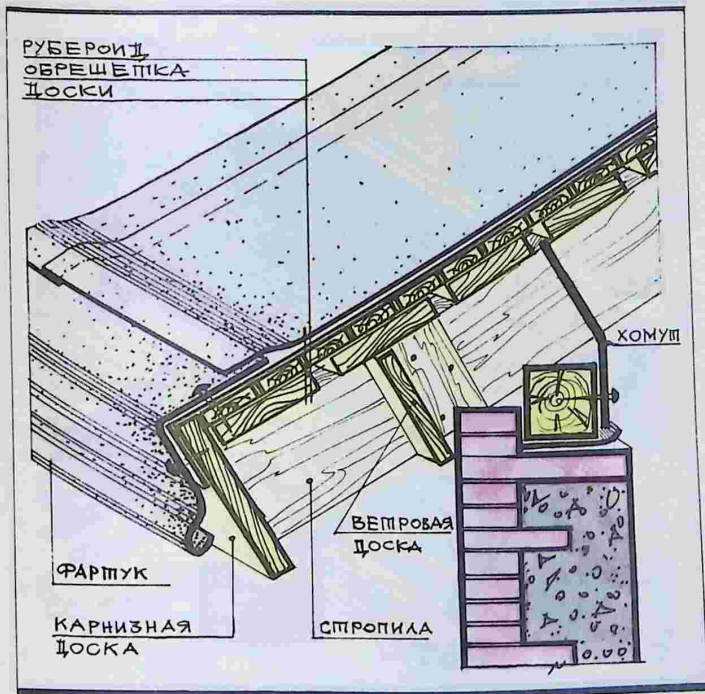 РУБЕРОИД
ОБРЕШЕТКА
ДОСКИ
ХОМУТ
ВЕТРОВАЯ
ДОСКА
ФАРТУК
КАРНИЗНАЯ
ДОСКА
СТРОПИЛА